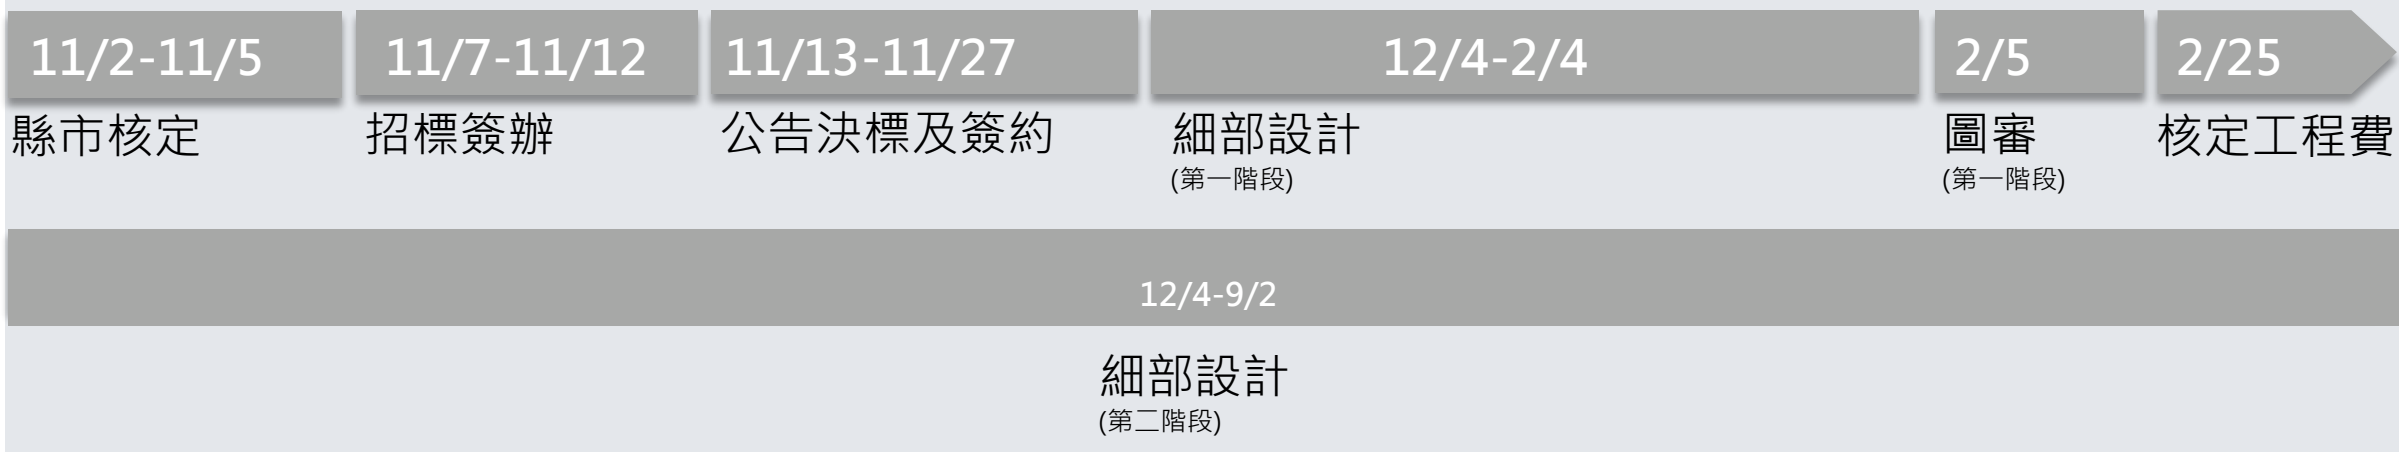 11/2-11/5
11/7-11/12
11/13-11/27
12/4-2/4
2/5
2/25
縣市核定
招標簽辦
公告決標及簽約
細部設計
(第一階段)
圖審
(第一階段)
核定工程費
12/4-9/2
細部設計
(第二階段)